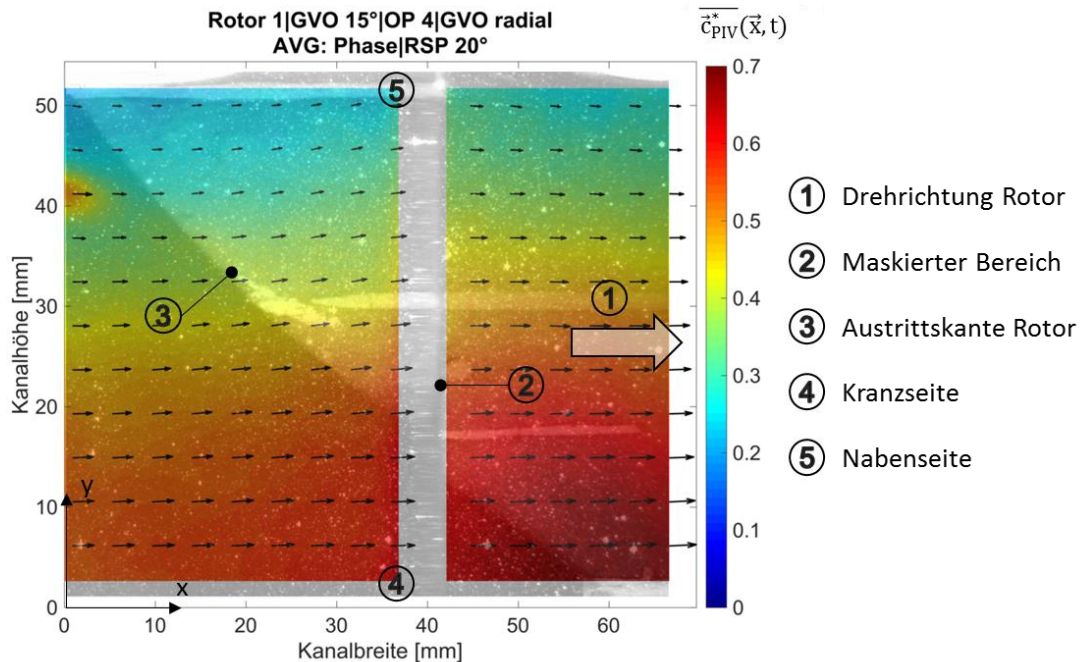 Rotor 1|GVO 15°|OP 4|GVO radial
AVG: Phase|RSP 20°
c⃗*PIV(x⃗,t)
Kanalhöhe [mm]
50
40
30
20
10
0
y
x
0
10
20
30
40
50
60
Kanalbreite [mm]
5
3
1
2
4
0.7
0.6
0.5
0.4
0.3
0.2
0.1
0
1 Drehrichtung Rotor
2 Maskierter Bereich
3 Austrittskante Rotor
4 Kranzseite
5 Nabenseite